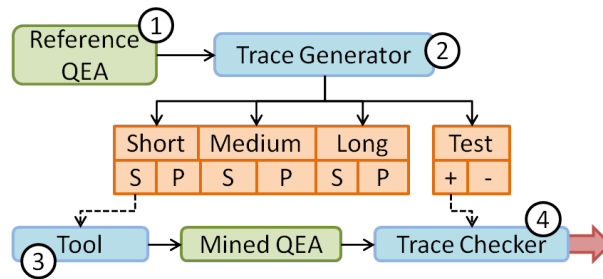 1
Reference
QEA
Trace Generator
2
Short Medium Long Test
S P S P S P + -
3
Tool
Mined QEA
Trace Checker
4